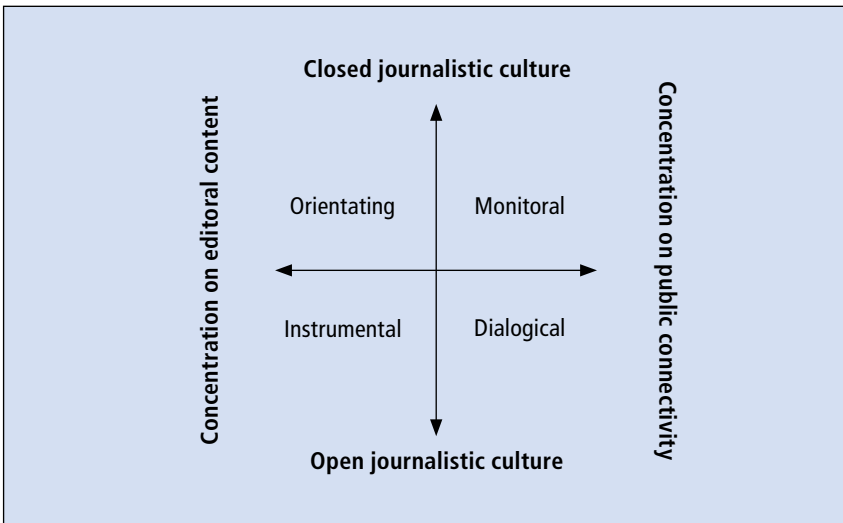 Closed journalistic culture
Concentration on editoral content
Concentration on public connectivity
Orientating
Monitoral
Instrumental
Dialogical
Open journalistic culture